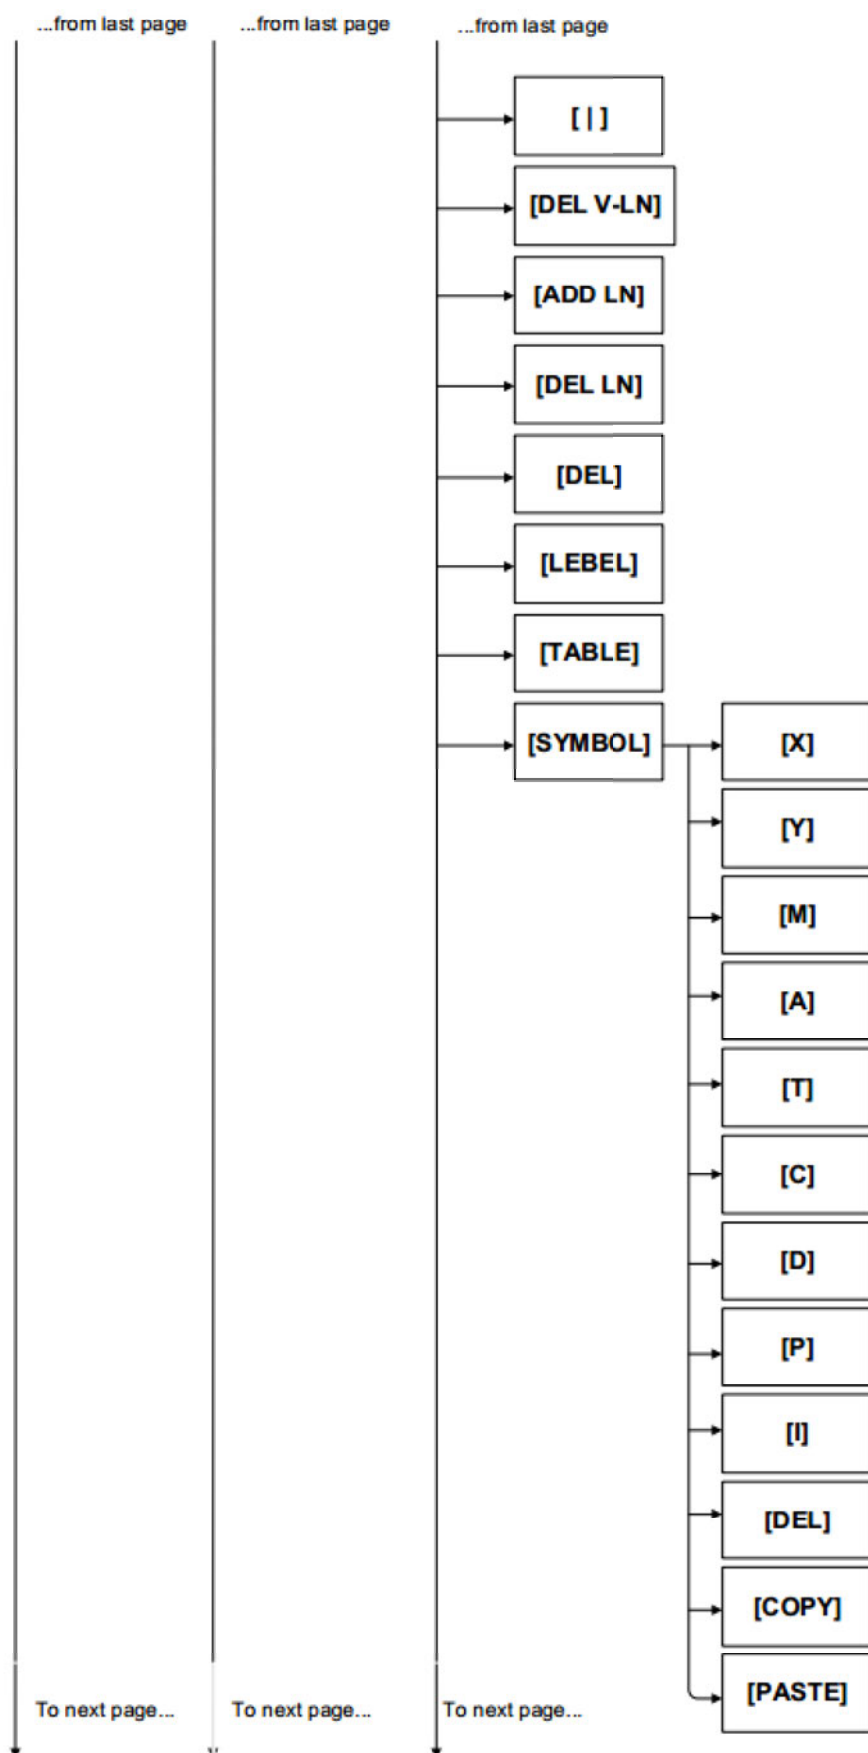 ...from last page
...from last page
...from last page
[ | ]
[DEL V-LN]
[ADD LN]
[DEL LN]
[DEL]
[LEBEL]
[TABLE]
[SYMBOL]
[X]
[Y]
[M]
[A]
[T]
[C]
[D]
[P]
[I]
[DEL]
[COPY]
[PASTE]
To next page...
To next page...
To next page...